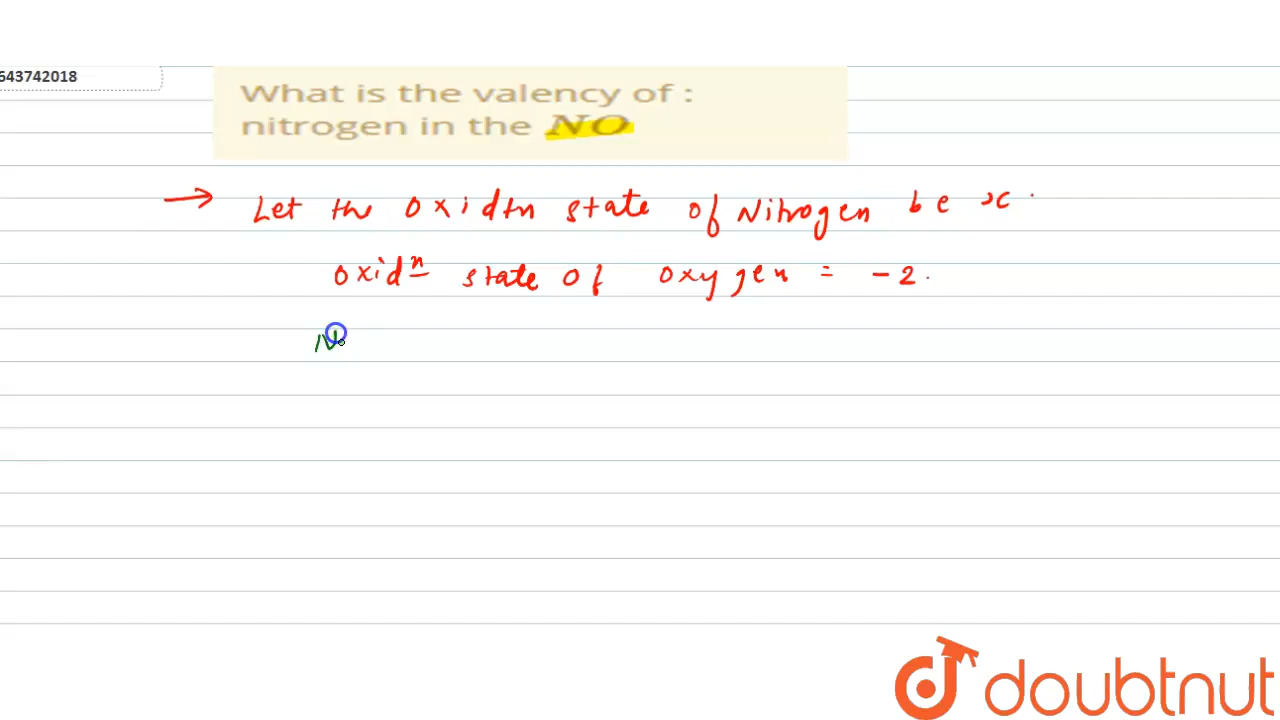 643742018
What is the valency of :
nitrogen in the NO
→ Let the oxidtn state of Nitrogen be x.
oxidn state of oxygen = -2.
N
doubtnut